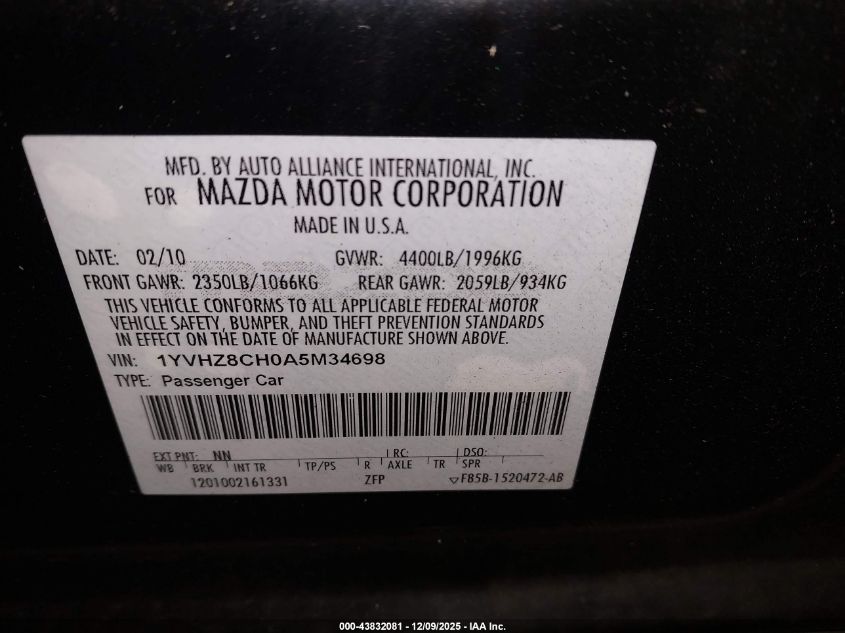 MFD. BY AUTO ALLIANCE INTERNATIONAL, INC.
FOR MAZDA MOTOR CORPORATION
MADE IN U.S.A.
DATE: 02/10 GVWR: 4400LB/1996KG
FRONT GAWR: 2350LB/1066KG REAR GAWR: 2059LB/934KG
THIS VEHICLE CONFORMS TO ALL APPLICABLE FEDERAL MOTOR
VEHICLE SAFETY, BUMPER, AND THEFT PREVENTION STANDARDS
IN EFFECT ON THE DATE OF MANUFACTURE SHOWN ABOVE.
VIN: 1YVHZ8CH0A5M34698
TYPE: Passenger Car
EXT PNT: NN RC: DSO:
WB BRK INT TR TP/PS R AXLE TR SPR
1201002161331 ZFP F85B-1520472-AB
000-43832081 - 12/09/2025 - IAA Inc.